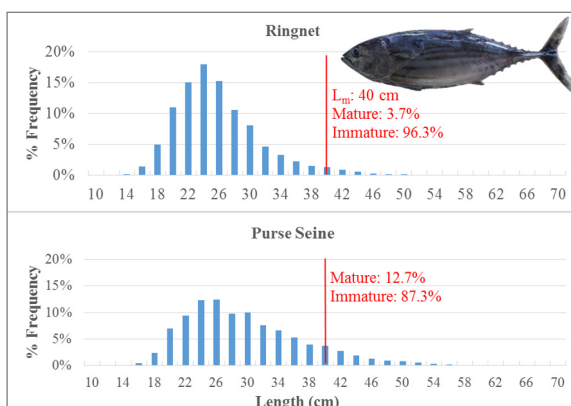 Ringnet
20%
15%
10%
5%
0%
% Frequency
L_m: 40 cm
Mature: 3.7%
Immature: 96.3%
10 14 18 22 26 30 34 38 42 46 50 54 58 62 66 70
Purse Seine
20%
15%
10%
5%
0%
% Frequency
Mature: 12.7%
Immature: 87.3%
10 14 18 22 26 30 34 38 42 46 50 54 58 62 66 70
Length (cm)